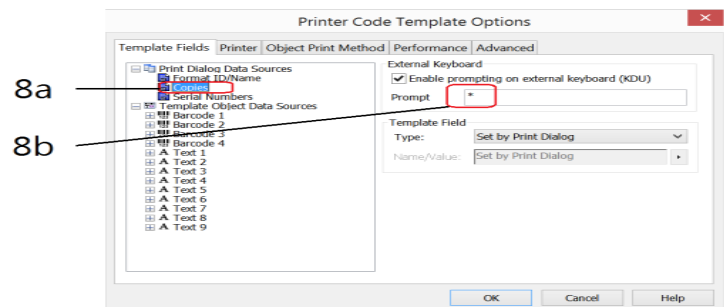 Printer Code Template Options
Template Fields Printer Object Print Method Performance Advanced
Print Dialog Data Sources
Format ID/Name
Copies
Serial Numbers
Template Object Data Sources
Barcode 1
Barcode 2
Barcode 3
Barcode 4
A Text 1
A Text 2
A Text 3
A Text 4
A Text 5
A Text 6
A Text 7
A Text 8
A Text 9
External Keyboard
Enable prompting on external keyboard (KDU)
Prompt *
Template Field
Type: Set by Print Dialog
Name/Value: Set by Print Dialog
OK Cancel Help
8a
8b